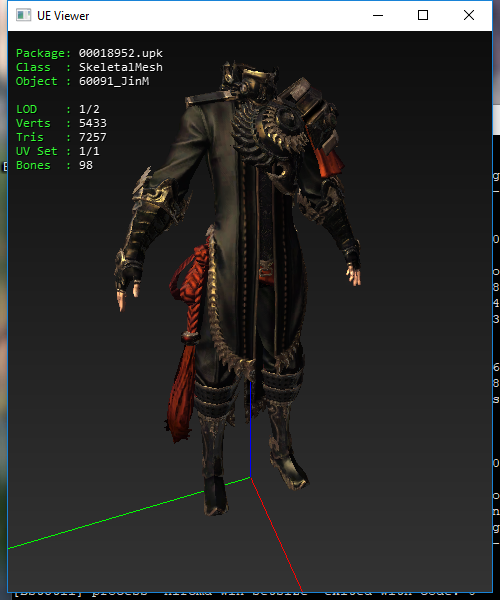 UE Viewer
Package: 00018952.upk
Class : SkeletalMesh
Object : 60091_JinM
LOD : 1/2
Verts : 5433
Tris : 7257
UV Set : 1/1
Bones : 98